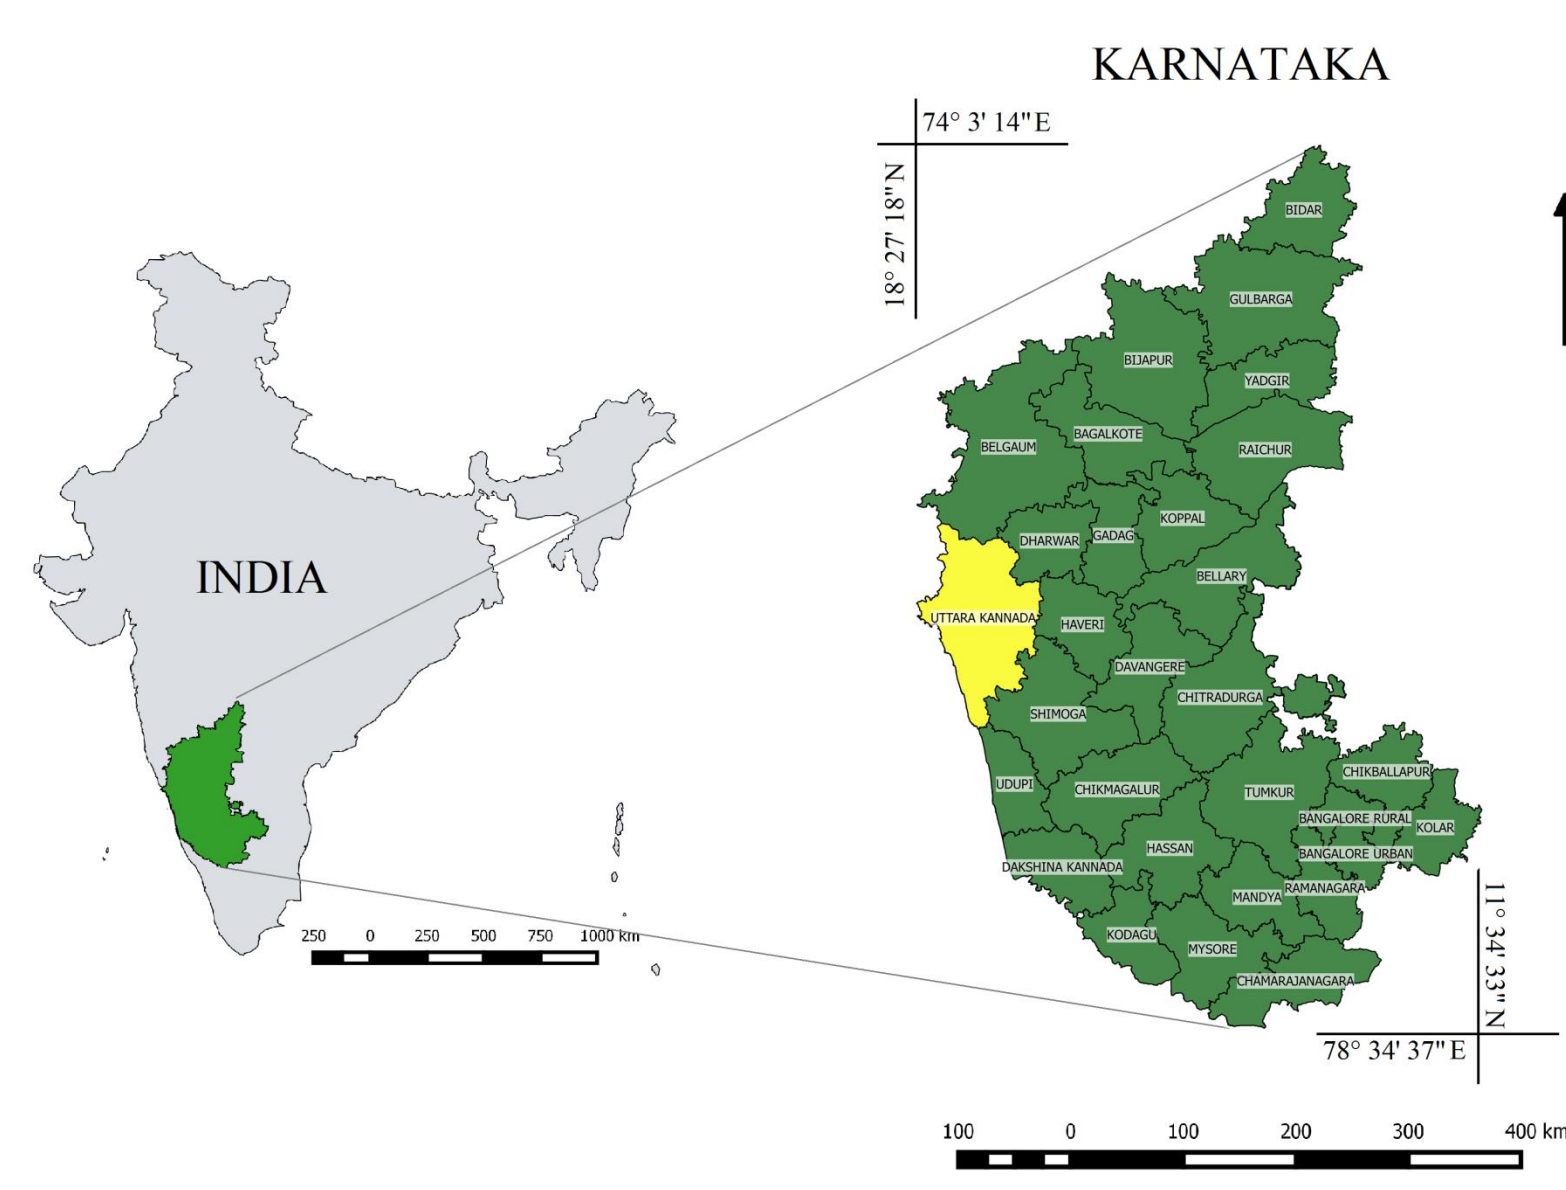 KARNATAKA
74° 3' 14" E
18° 27' 18" N
BIDAR
GULBARGA
BIJAPUR
YADGIR
BAGALKOTE
BELGAUM
RAICHUR
KOPPAL
DHARWAR
GADAG
INDIA
BELLARY
UTTARA KANNADA
HAVERI
DAVANGERE
CHITRADURGA
SHIMOGA
CHIKBALLAPUR
UDUPI
CHIKMAGALUR
TUMKUR
BANGALORE RURAL
KOLAR
HASSAN
BANGALORE URBAN
DAKSHINA KANNADA
RAMANAGARA
MANDYA
KODAGU
MYSORE
CHAMARAJANAGARA
250 0 250 500 750 1000 km
11° 34' 33" N
78° 34' 37" E
100 0 100 200 300 400 km